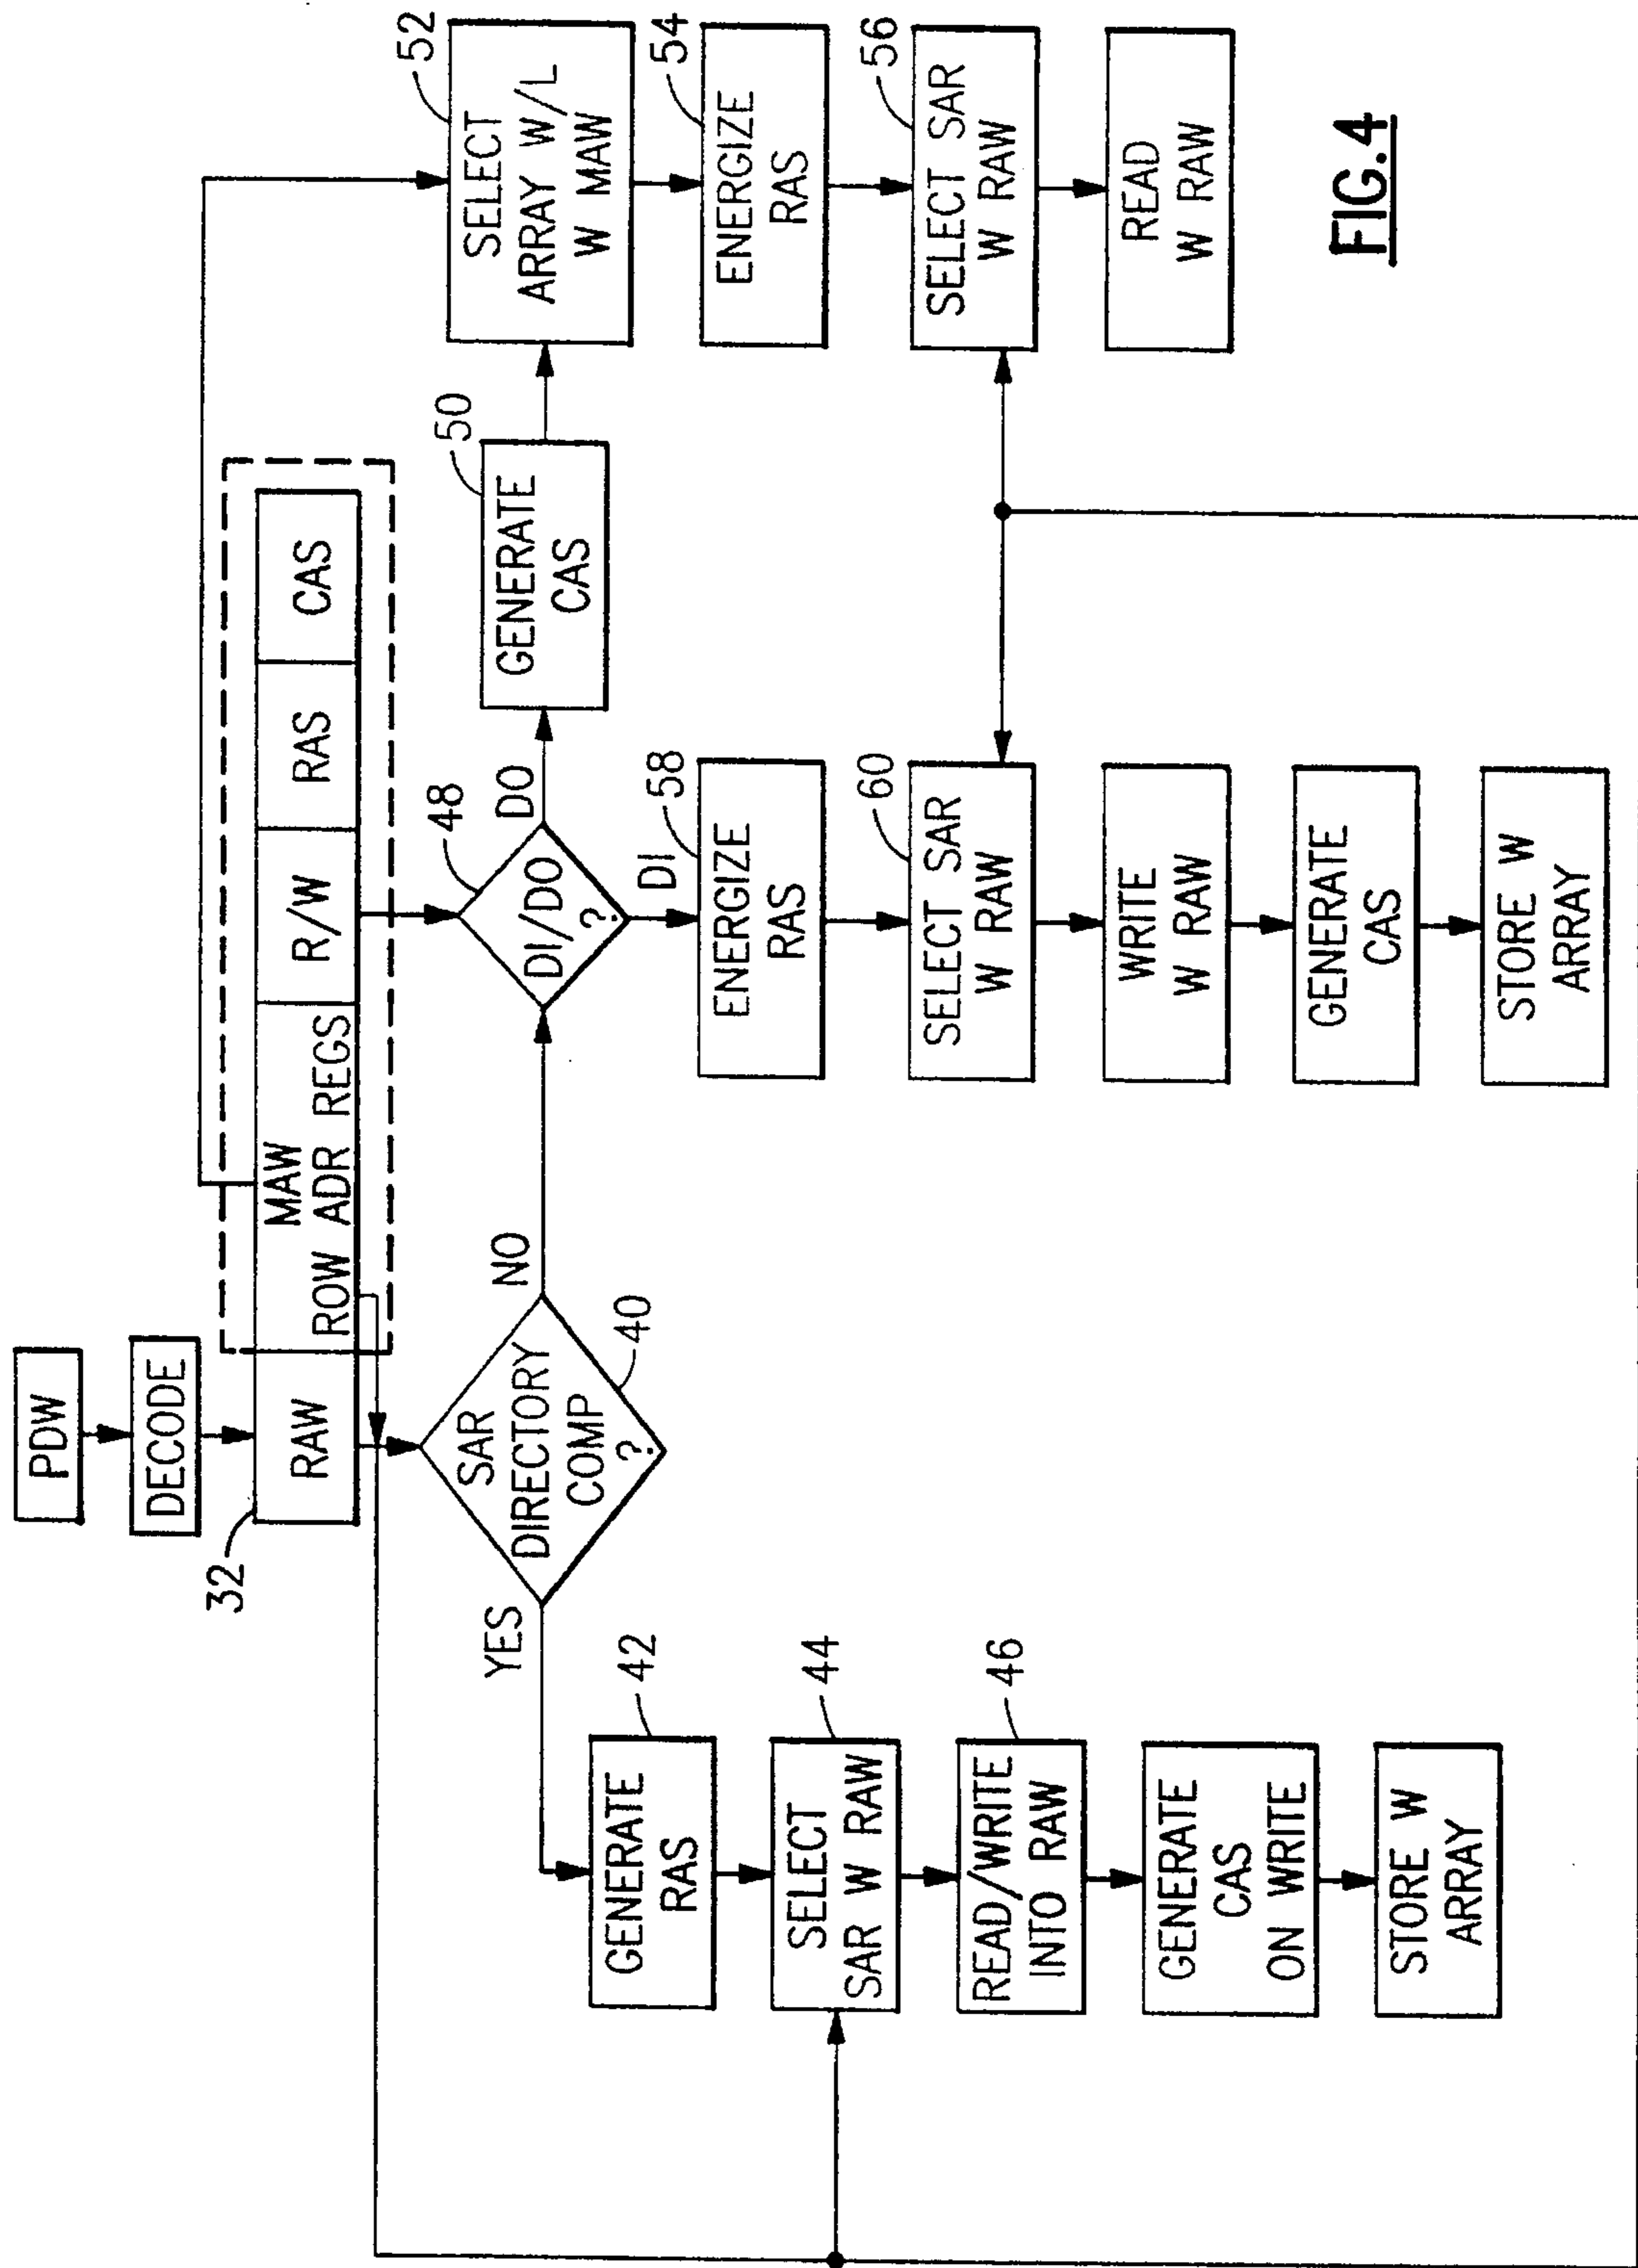 PDW
DECODE
32
RAW
MAW
ROW ADR REGS
R/W
RAS
CAS
SAR
DIRECTORY
COMP
?
40
YES
NO
42
GENERATE
RAS
44
SELECT
SAR W RAW
46
READ/WRITE
INTO RAW
GENERATE
CAS
ON WRITE
STORE W
ARRAY
48
DI/DO
?
DI
DO
58
ENERGIZE
RAS
60
SELECT SAR
W RAW
WRITE
W RAW
GENERATE
CAS
STORE W
ARRAY
50
GENERATE
CAS
52
SELECT
ARRAY W/L
W MAW
54
ENERGIZE
RAS
56
SELECT SAR
W RAW
READ
W RAW
FIG.4